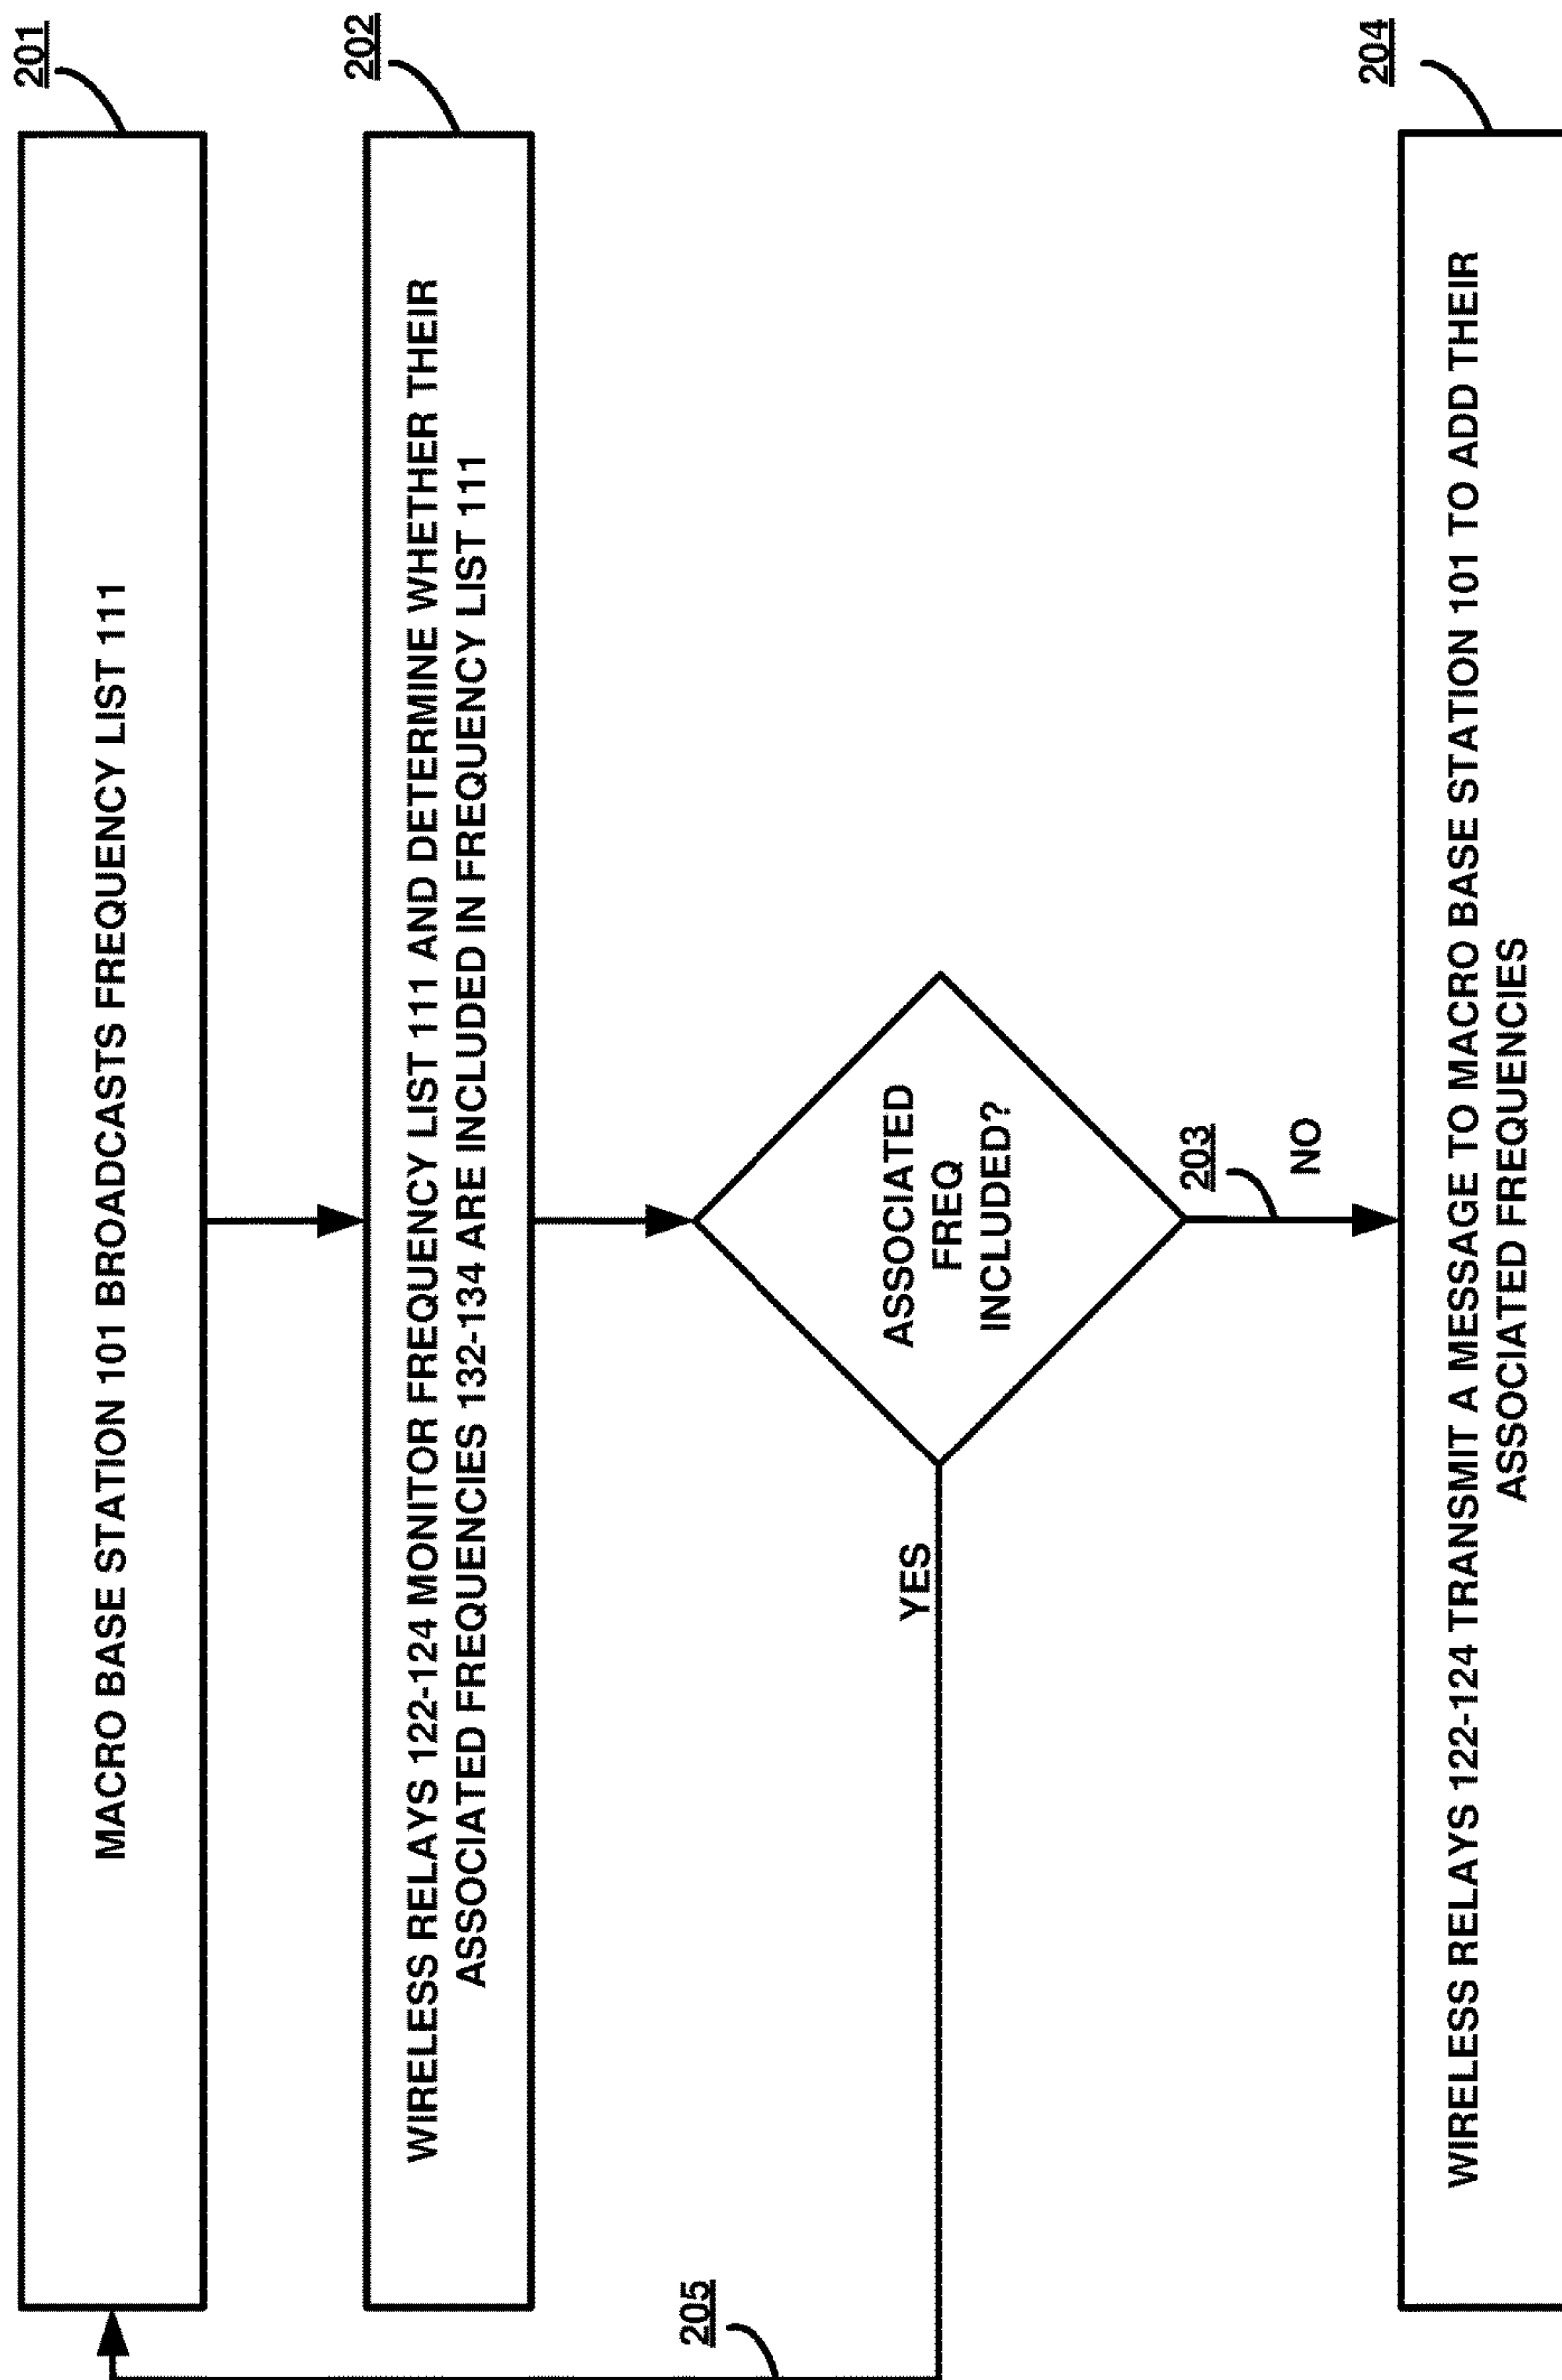 201
MACRO BASE STATION 101 BROADCASTS FREQUENCY LIST 111
202
WIRELESS RELAYS 122-124 MONITOR FREQUENCY LIST 111 AND DETERMINE WHETHER THEIR
ASSOCIATED FREQUENCIES 132-134 ARE INCLUDED IN FREQUENCY LIST 111
205
YES
ASSOCIATED
FREQ
INCLUDED?
203
NO
204
WIRELESS RELAYS 122-124 TRANSMIT A MESSAGE TO MACRO BASE STATION 101 TO ADD THEIR
ASSOCIATED FREQUENCIES